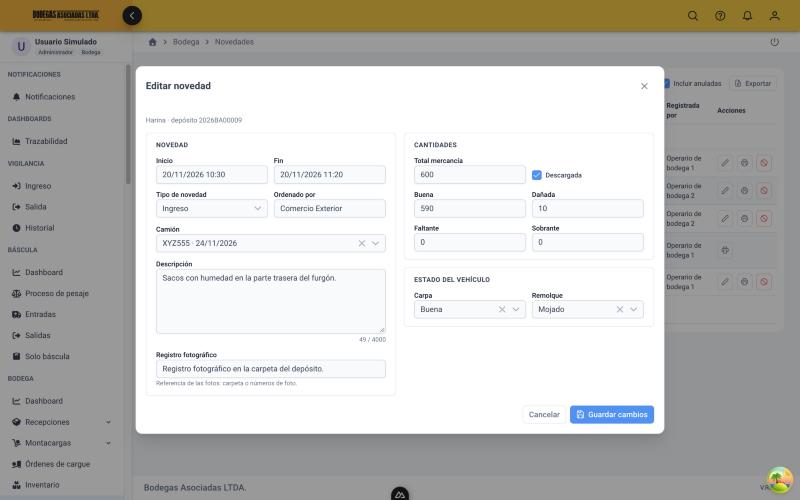 BODEGAS ASOCIADAS LTDA.
U
Usuario Simulado
Administrador
Bodega
Bodega
Novedades
NOTIFICACIONES
Notificaciones
DASHBOARDS
Trazabilidad
VIGILANCIA
Ingreso
Salida
Historial
BÁSCULA
Dashboard
Proceso de pesaje
Entradas
Salidas
Solo báscula
BODEGA
Dashboard
Recepciones
Montacargas
Órdenes de cargue
Inventario
Incluir anuladas
Exportar
Registrada por
Acciones
Operario de bodega 1
Operario de bodega 2
Operario de bodega 2
Operario de bodega 1
Operario de bodega 1
Editar novedad
Harina · depósito 2026BA00009
NOVEDAD
Inicio
Fin
20/11/2026 10:30
20/11/2026 11:20
Tipo de novedad
Ordenado por
Ingreso
Comercio Exterior
Camión
XYZ555 · 24/11/2026
Descripción
Sacos con humedad en la parte trasera del furgón.
49 / 4000
Registro fotográfico
Registro fotográfico en la carpeta del depósito.
Referencia de las fotos: carpeta o números de foto.
CANTIDADES
Total mercancía
600
Descargada
Buena
Dañada
590
10
Faltante
Sobrante
0
0
ESTADO DEL VEHÍCULO
Carpa
Remolque
Buena
Mojado
Cancelar
Guardar cambios
Bodegas Asociadas LTDA.